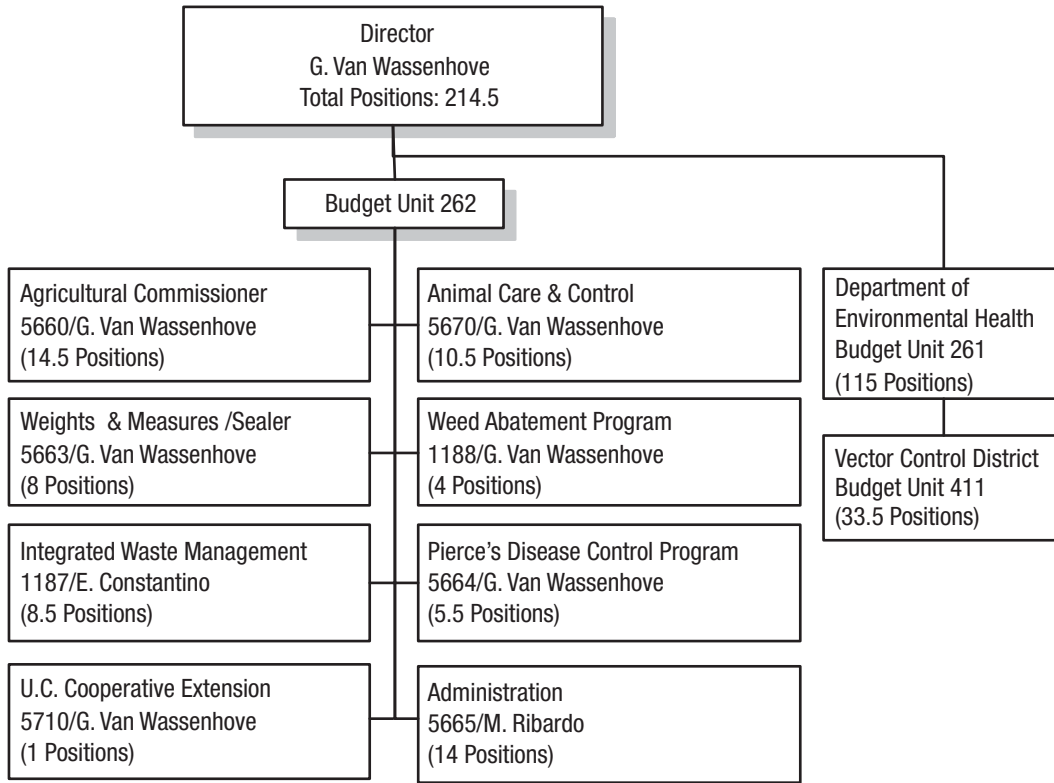 Director
G. Van Wassenhove
Total Positions: 214.5
Budget Unit 262
Agricultural Commissioner
5660/G. Van Wassenhove
(14.5 Positions)
Animal Care & Control
5670/G. Van Wassenhove
(10.5 Positions)
Department of
Environmental Health
Budget Unit 261
(115 Positions)
Weights & Measures /Sealer
5663/G. Van Wassenhove
(8 Positions)
Weed Abatement Program
1188/G. Van Wassenhove
(4 Positions)
Vector Control District
Budget Unit 411
(33.5 Positions)
Integrated Waste Management
1187/E. Constantino
(8.5 Positions)
Pierce’s Disease Control Program
5664/G. Van Wassenhove
(5.5 Positions)
U.C. Cooperative Extension
5710/G. Van Wassenhove
(1 Positions)
Administration
5665/M. Ribardo
(14 Positions)